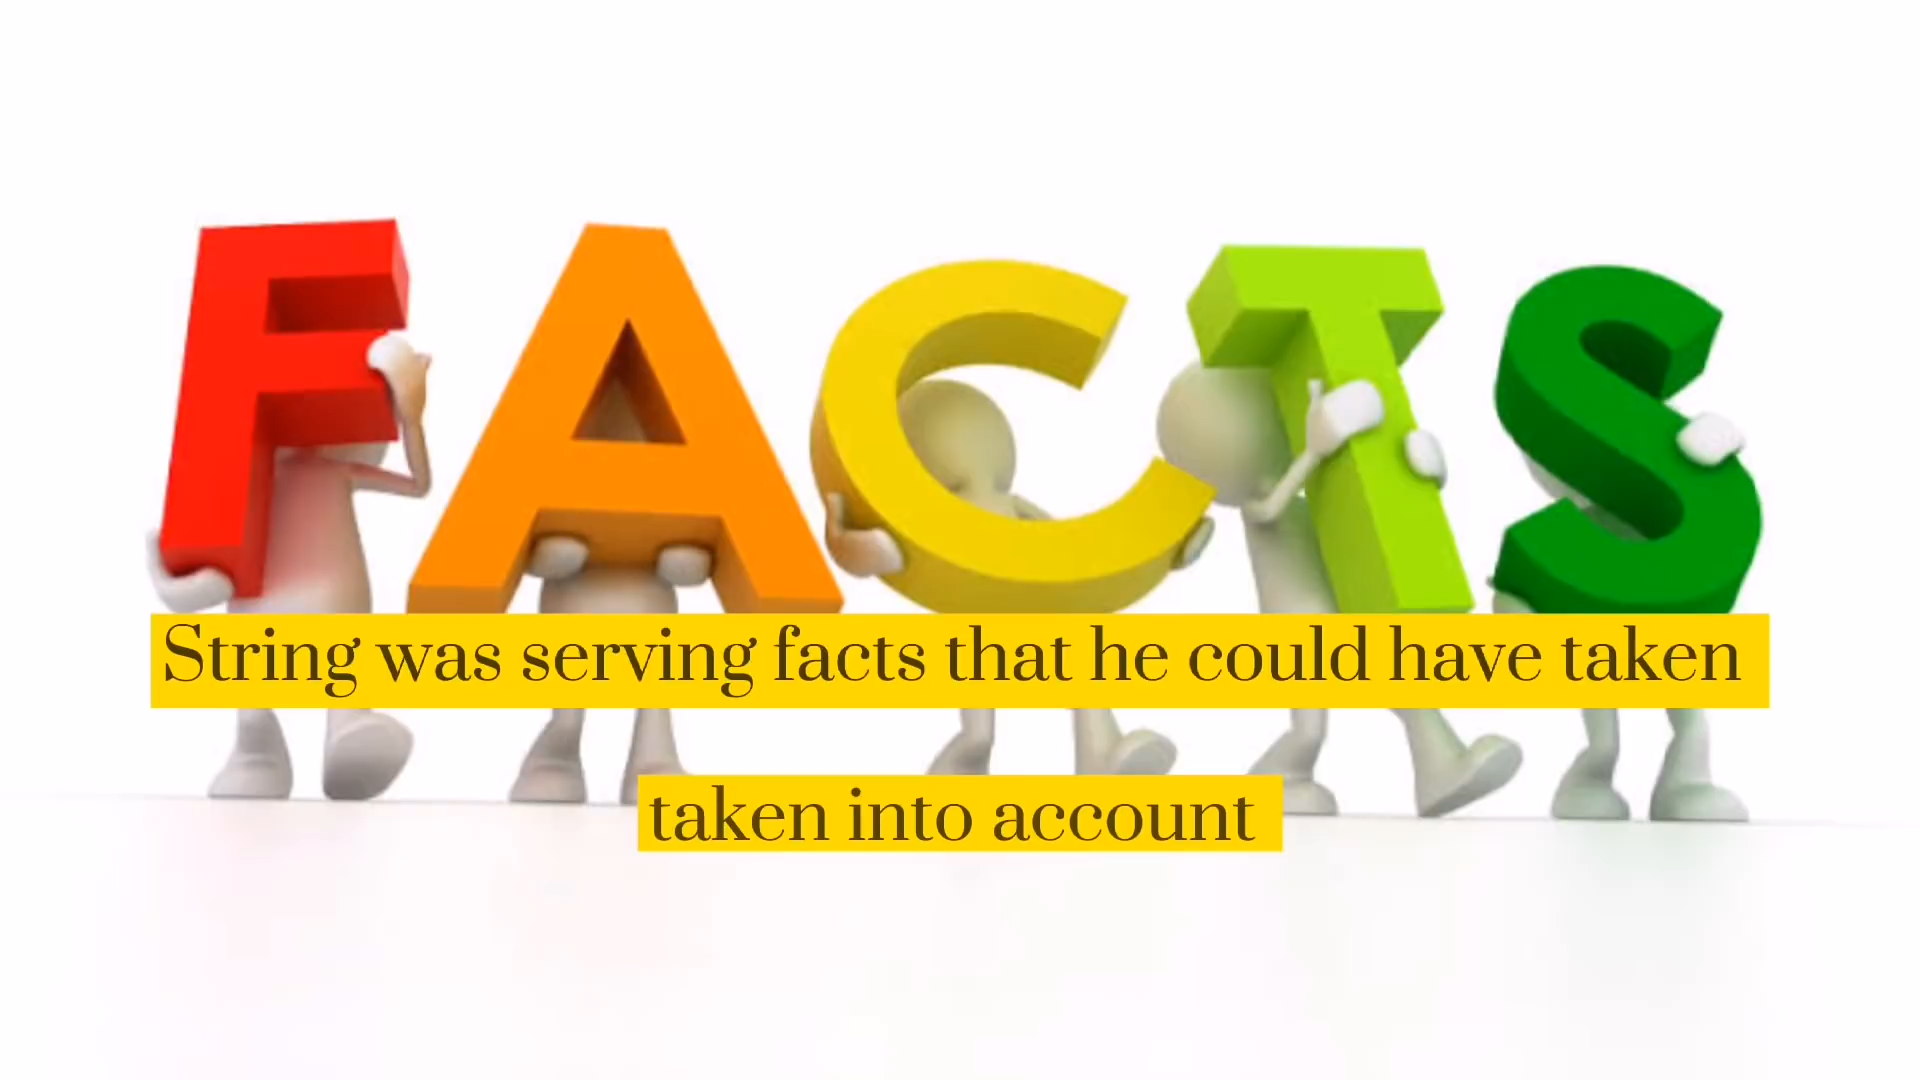 FACTS
String was serving facts that he could have taken
taken into account